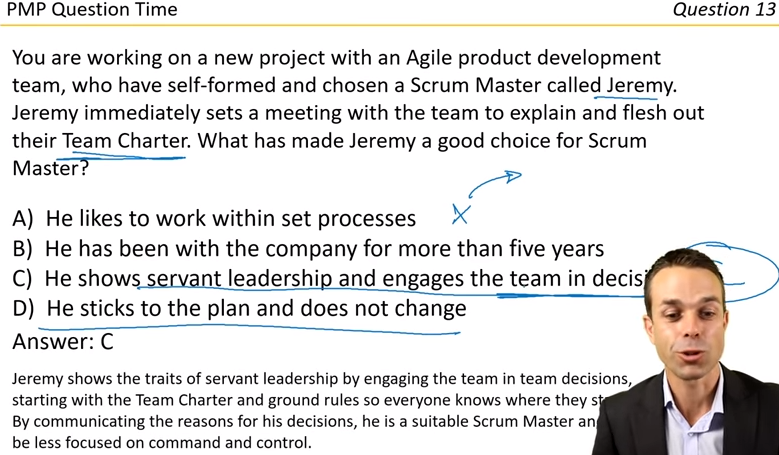 PMP Question Time
Question 13
You are working on a new project with an Agile product development
team, who have self-formed and chosen a Scrum Master called Jeremy.
Jeremy immediately sets a meeting with the team to explain and flesh out
their Team Charter. What has made Jeremy a good choice for Scrum
Master?
A) He likes to work within set processes
B) He has been with the company for more than five years
C) He shows servant leadership and engages the team in decis
D) He sticks to the plan and does not change
Answer: C
Jeremy shows the traits of servant leadership by engaging the team in team decisions,
starting with the Team Charter and ground rules so everyone knows where they st
By communicating the reasons for his decisions, he is a suitable Scrum Master an
be less focused on command and control.